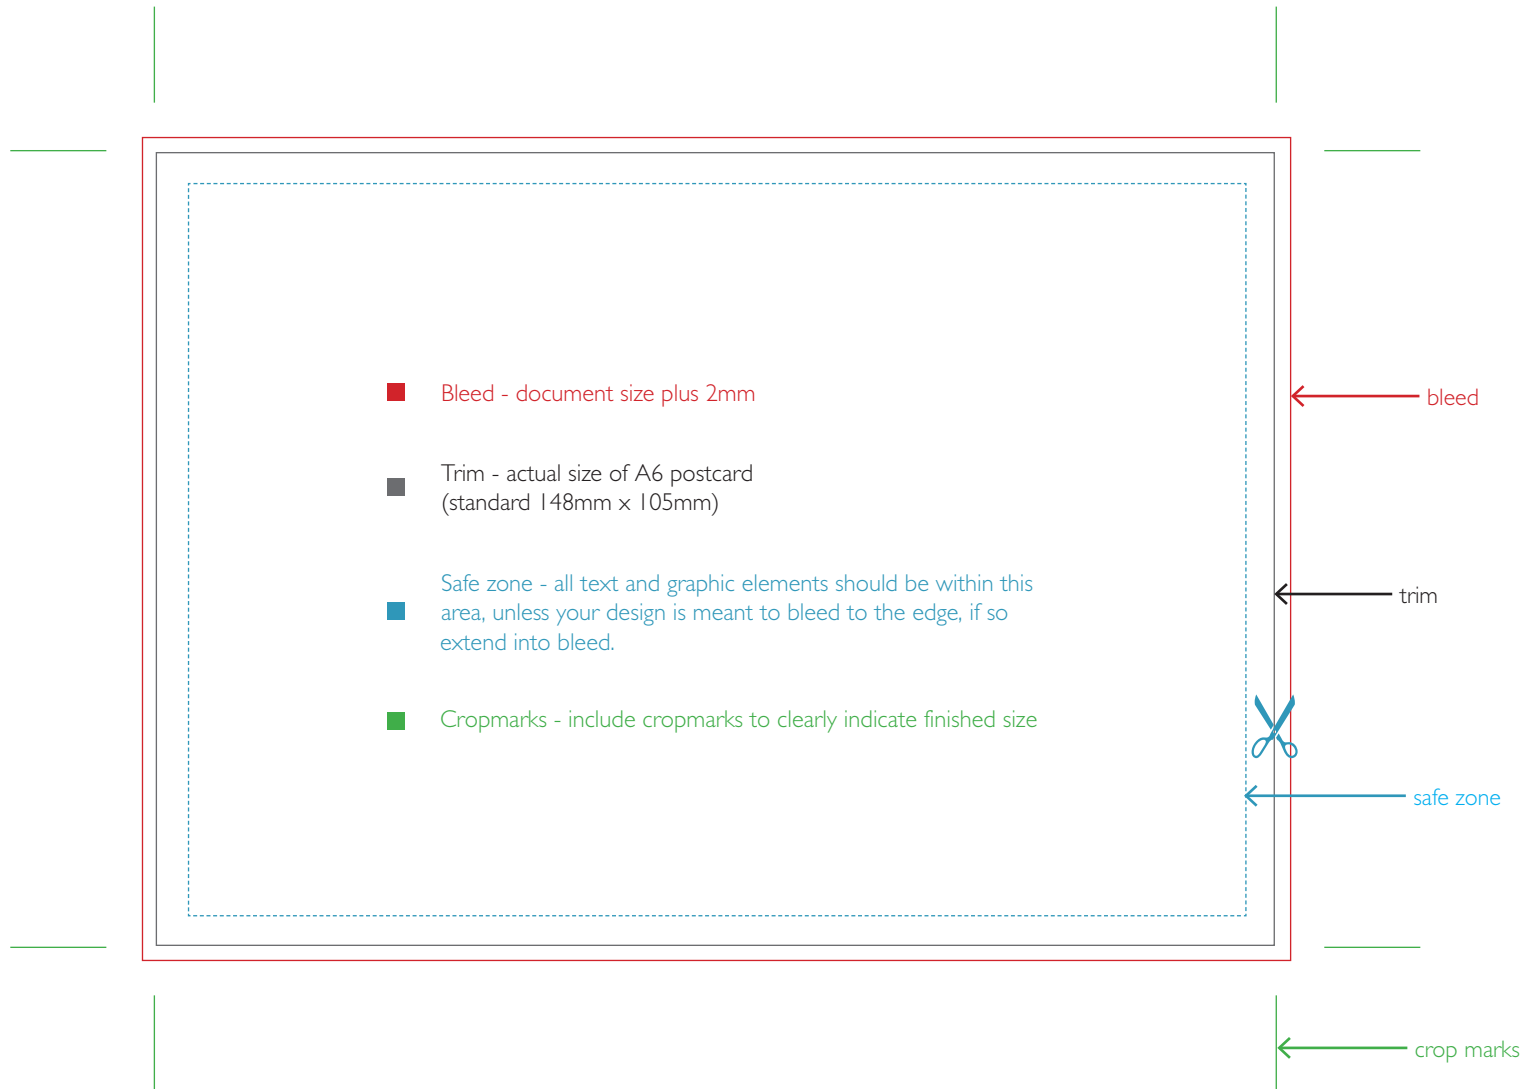 Bleed - document size plus 2mm
bleed
Trim - actual size of A6 postcard
(standard 148mm x 105mm)
Safe zone - all text and graphic elements should be within this
area, unless your design is meant to bleed to the edge, if so
extend into bleed.
trim
Cropmarks - include cropmarks to clearly indicate finished size
safe zone
crop marks